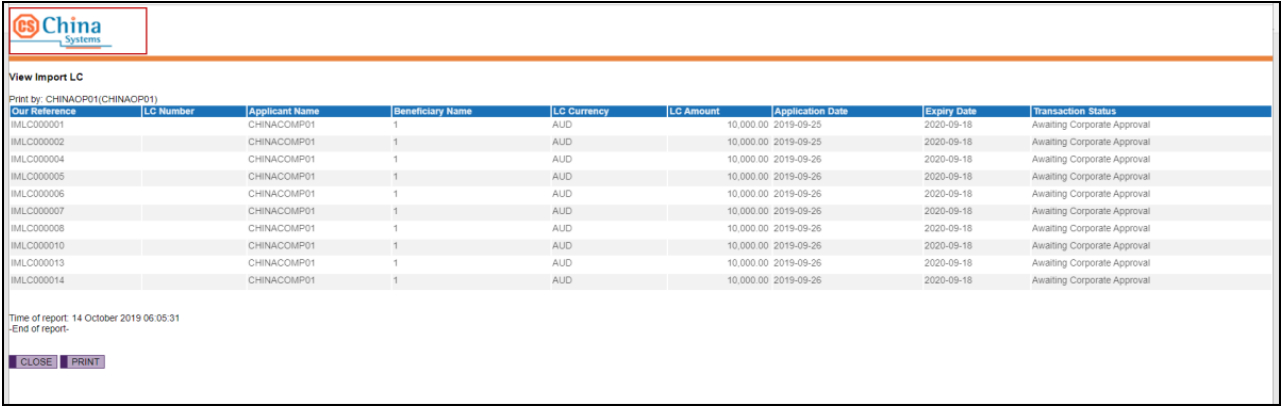 CS China
Systems
View Import LC
Print by: CHINAOP01(CHINAOP01)
Our Reference LC Number Applicant Name Beneficiary Name LC Currency LC Amount Application Date Expiry Date Transaction Status
IMLC000001 CHINACOMP01 1 AUD 10,000.00 2019-09-25 2020-09-18 Awaiting Corporate Approval
IMLC000002 CHINACOMP01 1 AUD 10,000.00 2019-09-25 2020-09-18 Awaiting Corporate Approval
IMLC000004 CHINACOMP01 1 AUD 10,000.00 2019-09-26 2020-09-18 Awaiting Corporate Approval
IMLC000005 CHINACOMP01 1 AUD 10,000.00 2019-09-26 2020-09-18 Awaiting Corporate Approval
IMLC000006 CHINACOMP01 1 AUD 10,000.00 2019-09-26 2020-09-18 Awaiting Corporate Approval
IMLC000007 CHINACOMP01 1 AUD 10,000.00 2019-09-26 2020-09-18 Awaiting Corporate Approval
IMLC000008 CHINACOMP01 1 AUD 10,000.00 2019-09-26 2020-09-18 Awaiting Corporate Approval
IMLC000010 CHINACOMP01 1 AUD 10,000.00 2019-09-26 2020-09-18 Awaiting Corporate Approval
IMLC000013 CHINACOMP01 1 AUD 10,000.00 2019-09-26 2020-09-18 Awaiting Corporate Approval
IMLC000014 CHINACOMP01 1 AUD 10,000.00 2019-09-26 2020-09-18 Awaiting Corporate Approval
Time of report: 14 October 2019 06:05:31
-End of report-
CLOSE PRINT